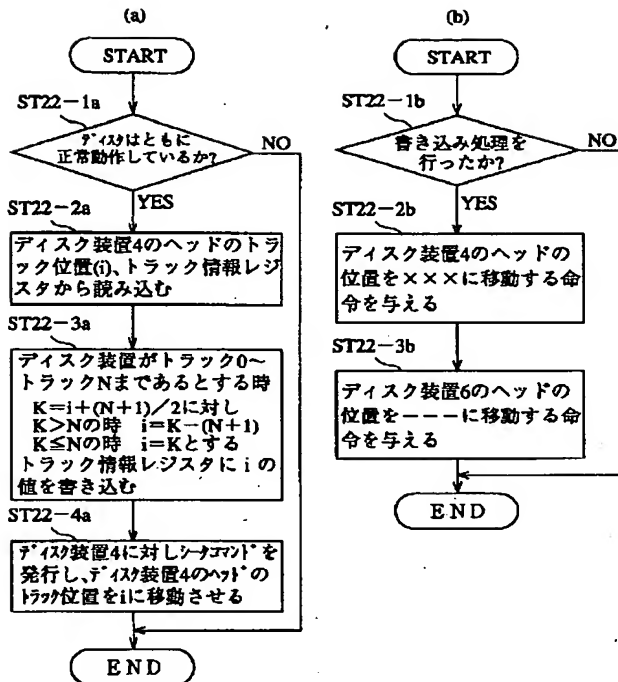 (a)
START
ST22-1a
ディスクはともに
正常動作しているか?
NO
YES
ST22-2a
ディスク装置4のヘッドのトラ
ック位置(i)、トラック情報レジ
スタから読み込む
ST22-3a
ディスク装置がトラック0~
トラックNまであるとする時
K=i+(N+1)/2に対し
K>Nの時 i=K-(N+1)
K≦Nの時 i=Kとする
トラック情報レジスタにiの
値を書き込む
ST22-4a
ディスク装置4に対しシークコマンドを
発行し、ディスク装置4のヘッドの
トラック位置をiに移動させる
END
(b)
START
ST22-1b
書き込み処理を
行ったか?
NO
YES
ST22-2b
ディスク装置4のヘッドの
位置を×××に移動する命
令を与える
ST22-3b
ディスク装置6のヘッドの
位置を---に移動する命
令を与える
END